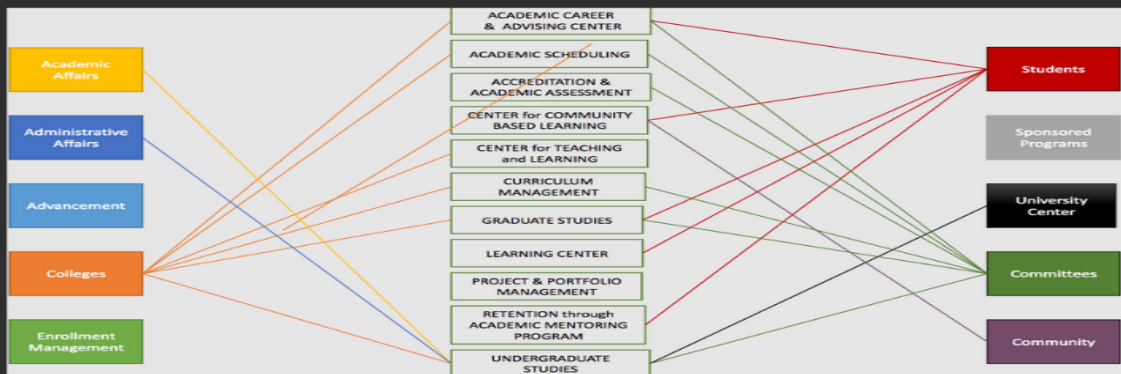 Academic
Affairs
Administrative
Affairs
Advancement
Colleges
Enrollment
Management
ACADEMIC CAREER
& ADVISING CENTER
ACADEMIC SCHEDULING
ACCREDITATION &
ACADEMIC ASSESSMENT
CENTER for COMMUNITY
BASED LEARNING
CENTER for TEACHING
and LEARNING
CURRICULUM
MANAGEMENT
GRADUATE STUDIES
LEARNING CENTER
PROJECT & PORTFOLIO
MANAGEMENT
RETENTION through
ACADEMIC MENTORING
PROGRAM
UNDERGRADUATE
STUDIES
Students
Sponsored
Programs
University
Center
Committees
Community